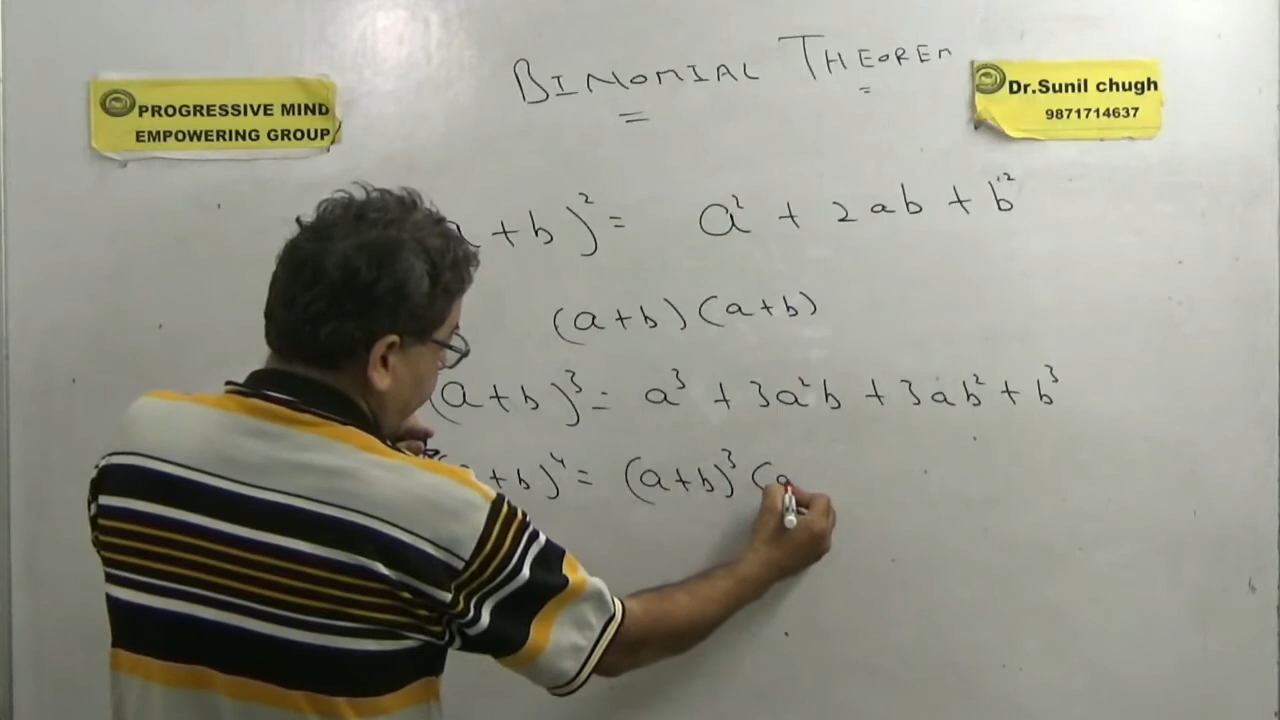 BINOMIAL THEOREM
PROGRESSIVE MIND
EMPOWERING GROUP
Dr.Sunil chugh
9871714637
+b)² = a² + 2ab + b²
(a+b)(a+b)
(a+b)³ = a³ + 3a²b + 3ab² + b³
+b)⁴ = (a+b)³ (a